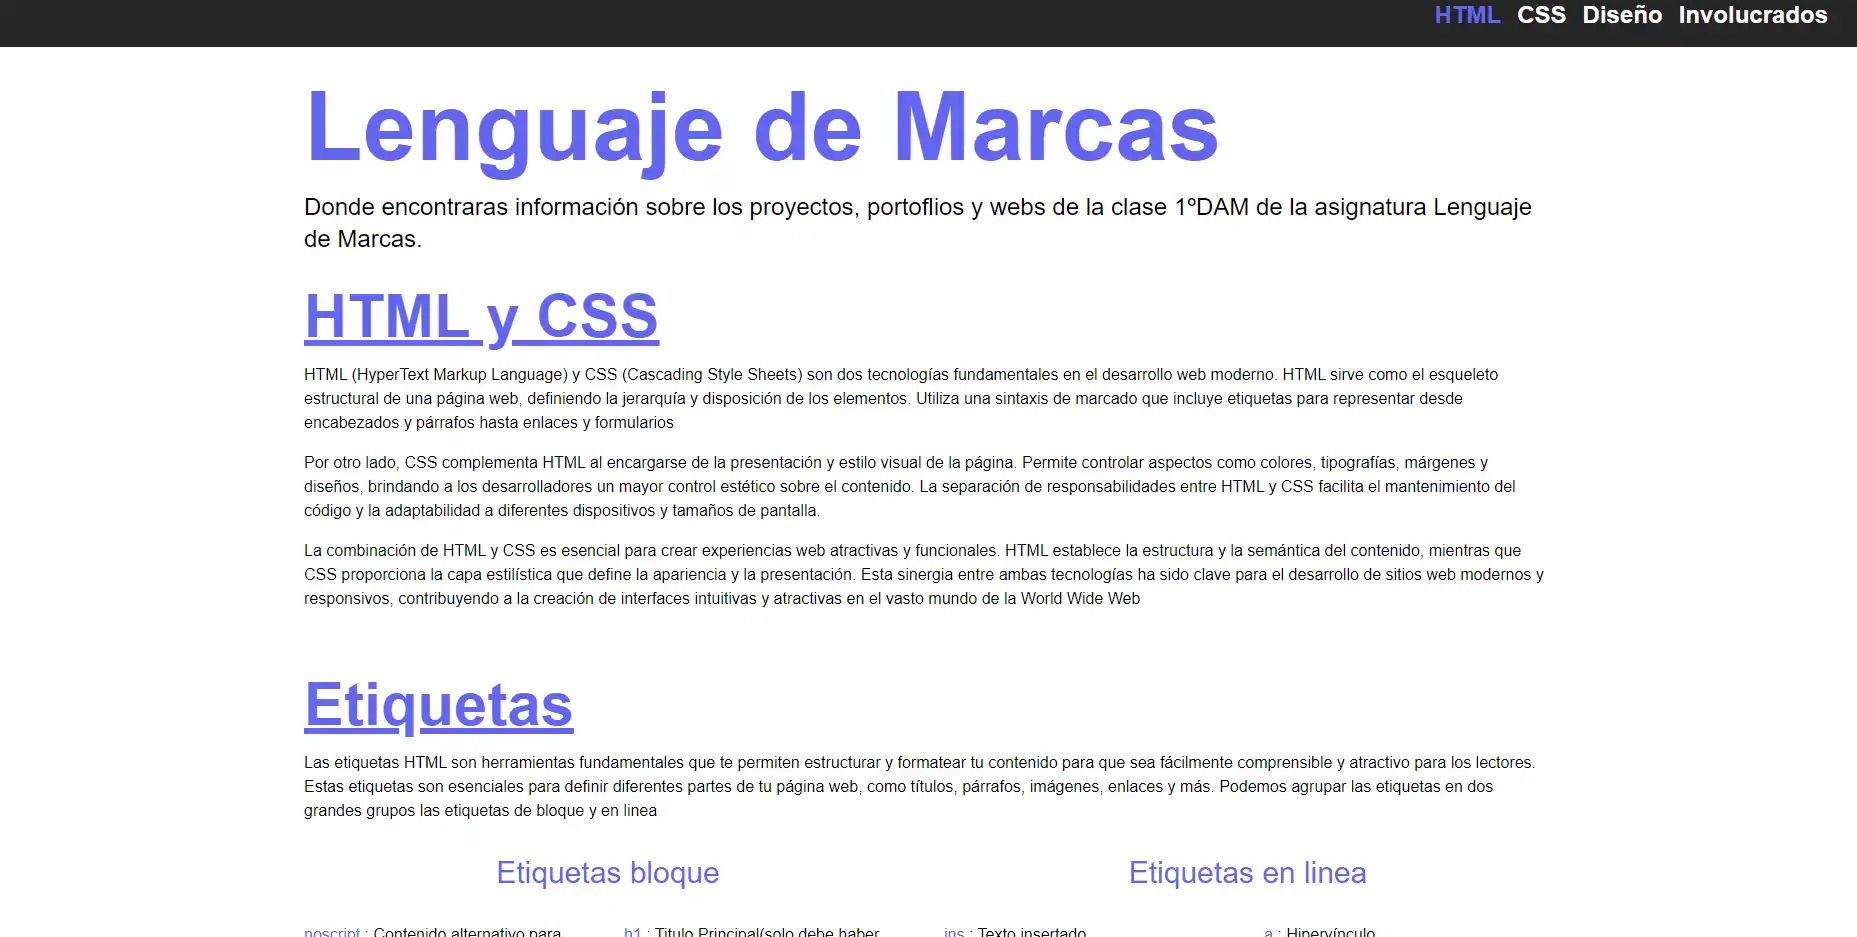 HTML CSS Diseño Involucrados
Lenguaje de Marcas
Donde encontraras información sobre los proyectos, portoflios y webs de la clase 1ºDAM de la asignatura Lenguaje
de Marcas.
HTML y CSS
HTML (HyperText Markup Language) y CSS (Cascading Style Sheets) son dos tecnologías fundamentales en el desarrollo web moderno. HTML sirve como el esqueleto
estructural de una página web, definiendo la jerarquía y disposición de los elementos. Utiliza una sintaxis de marcado que incluye etiquetas para representar desde
encabezados y párrafos hasta enlaces y formularios
Por otro lado, CSS complementa HTML al encargarse de la presentación y estilo visual de la página. Permite controlar aspectos como colores, tipografías, márgenes y
diseños, brindando a los desarrolladores un mayor control estético sobre el contenido. La separación de responsabilidades entre HTML y CSS facilita el mantenimiento del
código y la adaptabilidad a diferentes dispositivos y tamaños de pantalla.
La combinación de HTML y CSS es esencial para crear experiencias web atractivas y funcionales. HTML establece la estructura y la semántica del contenido, mientras que
CSS proporciona la capa estilística que define la apariencia y la presentación. Esta sinergia entre ambas tecnologías ha sido clave para el desarrollo de sitios web modernos y
responsivos, contribuyendo a la creación de interfaces intuitivas y atractivas en el vasto mundo de la World Wide Web
Etiquetas
Las etiquetas HTML son herramientas fundamentales que te permiten estructurar y formatear tu contenido para que sea fácilmente comprensible y atractivo para los lectores.
Estas etiquetas son esenciales para definir diferentes partes de tu página web, como títulos, párrafos, imágenes, enlaces y más. Podemos agrupar las etiquetas en dos
grandes grupos las etiquetas de bloque y en linea
Etiquetas bloque
Etiquetas en linea
noscript : Contenido alternativo para
h1 : Titulo Principal(solo debe haber
ins : Texto insertado
a : Hipervínculo